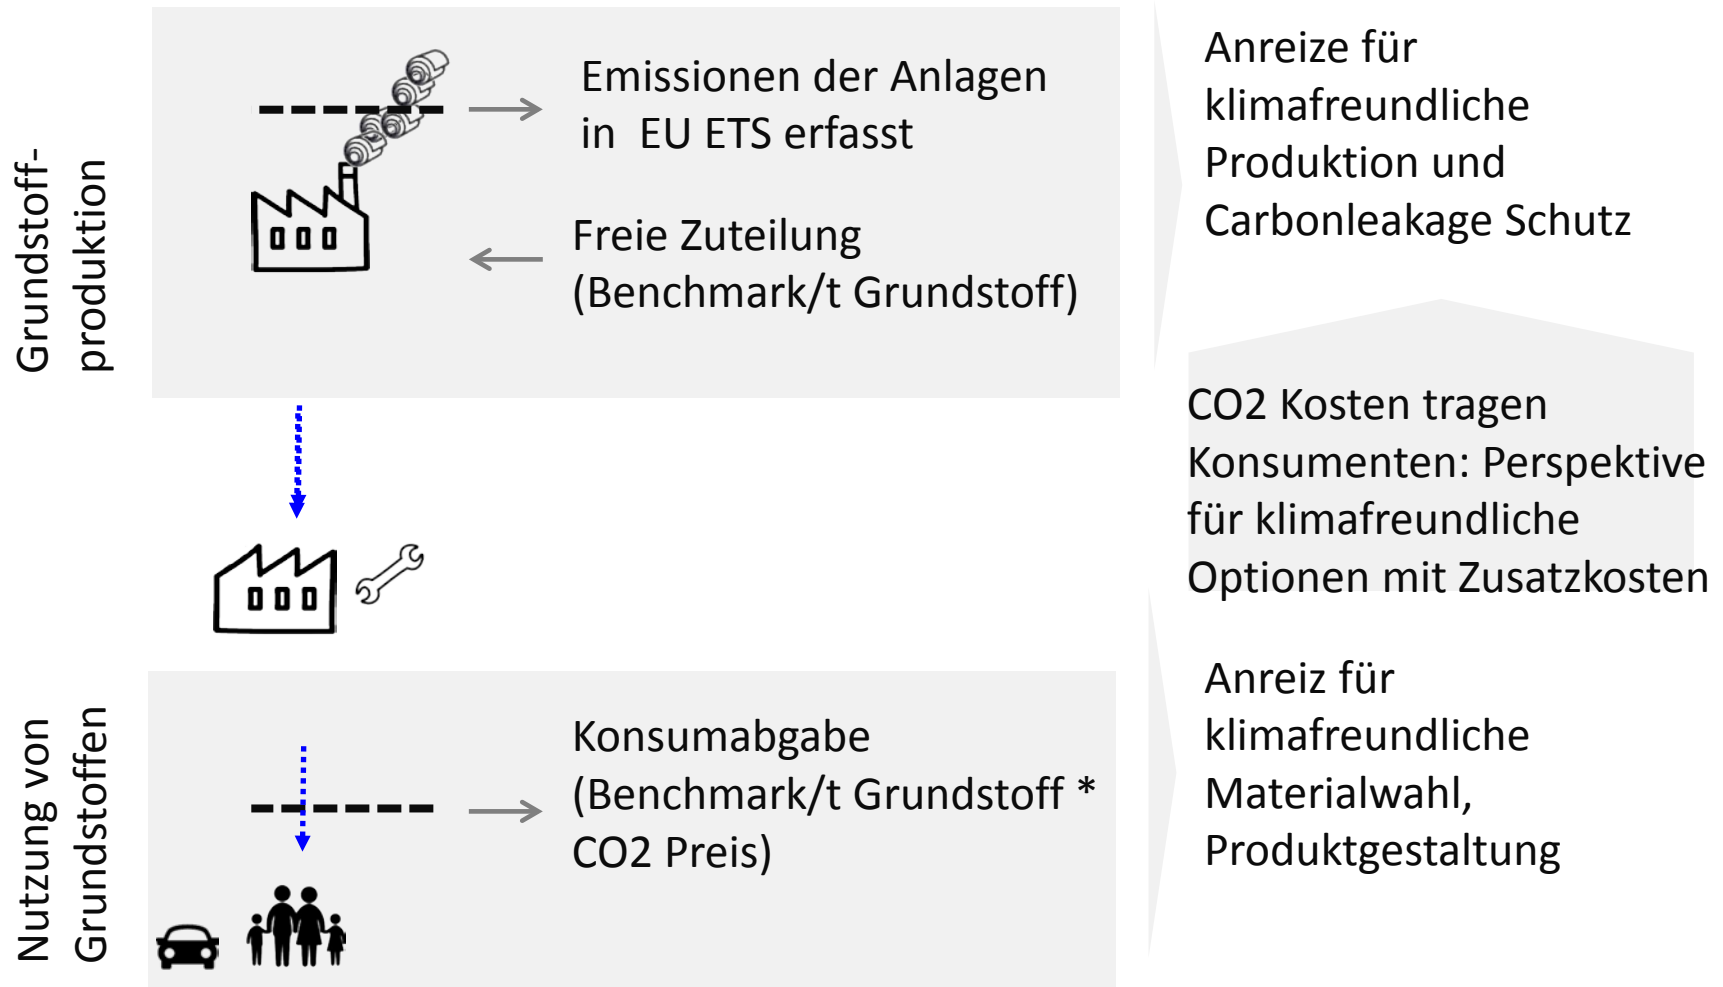 Grundstoff-
produktion
Emissionen der Anlagen
in  EU ETS erfasst
Freie Zuteilung
(Benchmark/t Grundstoff)
Anreize für
klimafreundliche
Produktion und
Carbonleakage Schutz
CO2 Kosten tragen
Konsumenten: Perspektive
für klimafreundliche
Optionen mit Zusatzkosten
Nutzung von
Grundstoffen
Konsumabgabe
(Benchmark/t Grundstoff *
CO2 Preis)
Anreiz für
klimafreundliche
Materialwahl,
Produktgestaltung